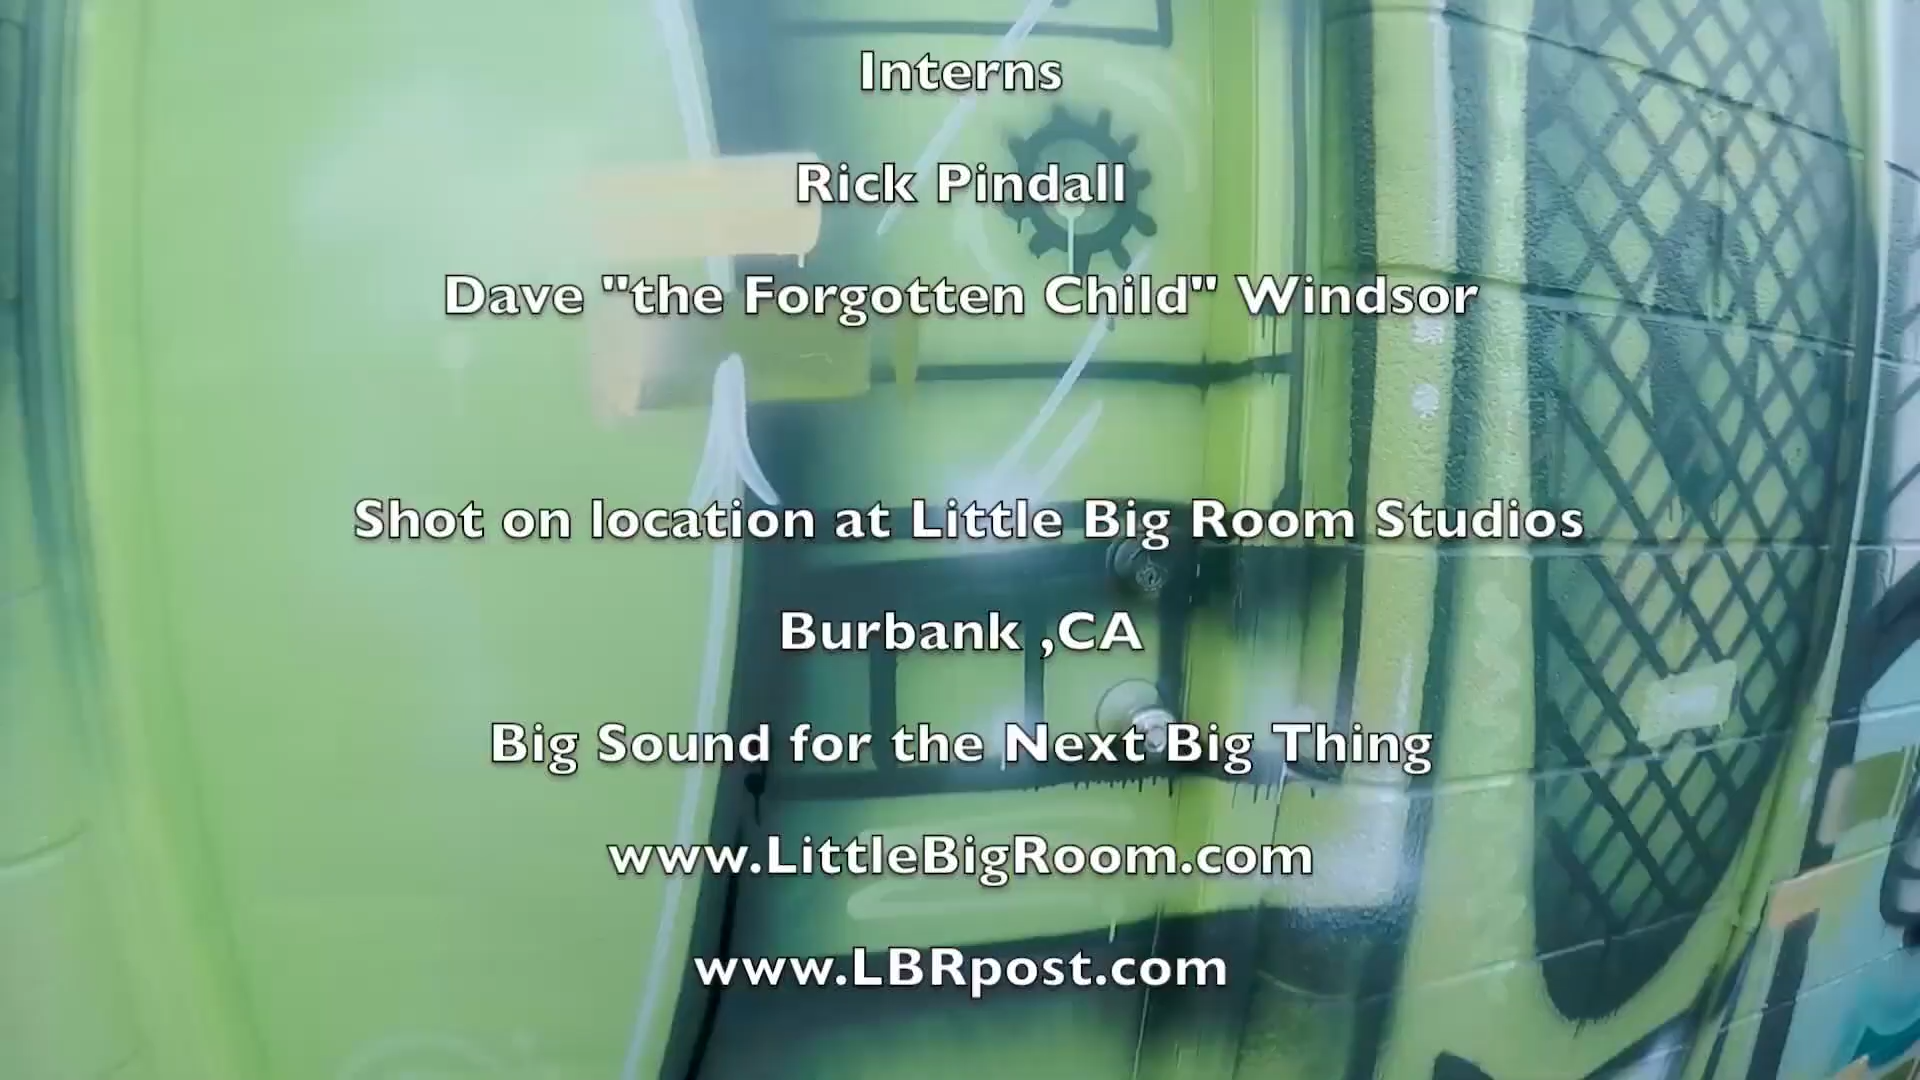 Interns
Rick Pindall
Dave "the Forgotten Child" Windsor
Shot on location at Little Big Room Studios
Burbank ,CA
Big Sound for the Next Big Thing
www.LittleBigRoom.com
www.LBRpost.com